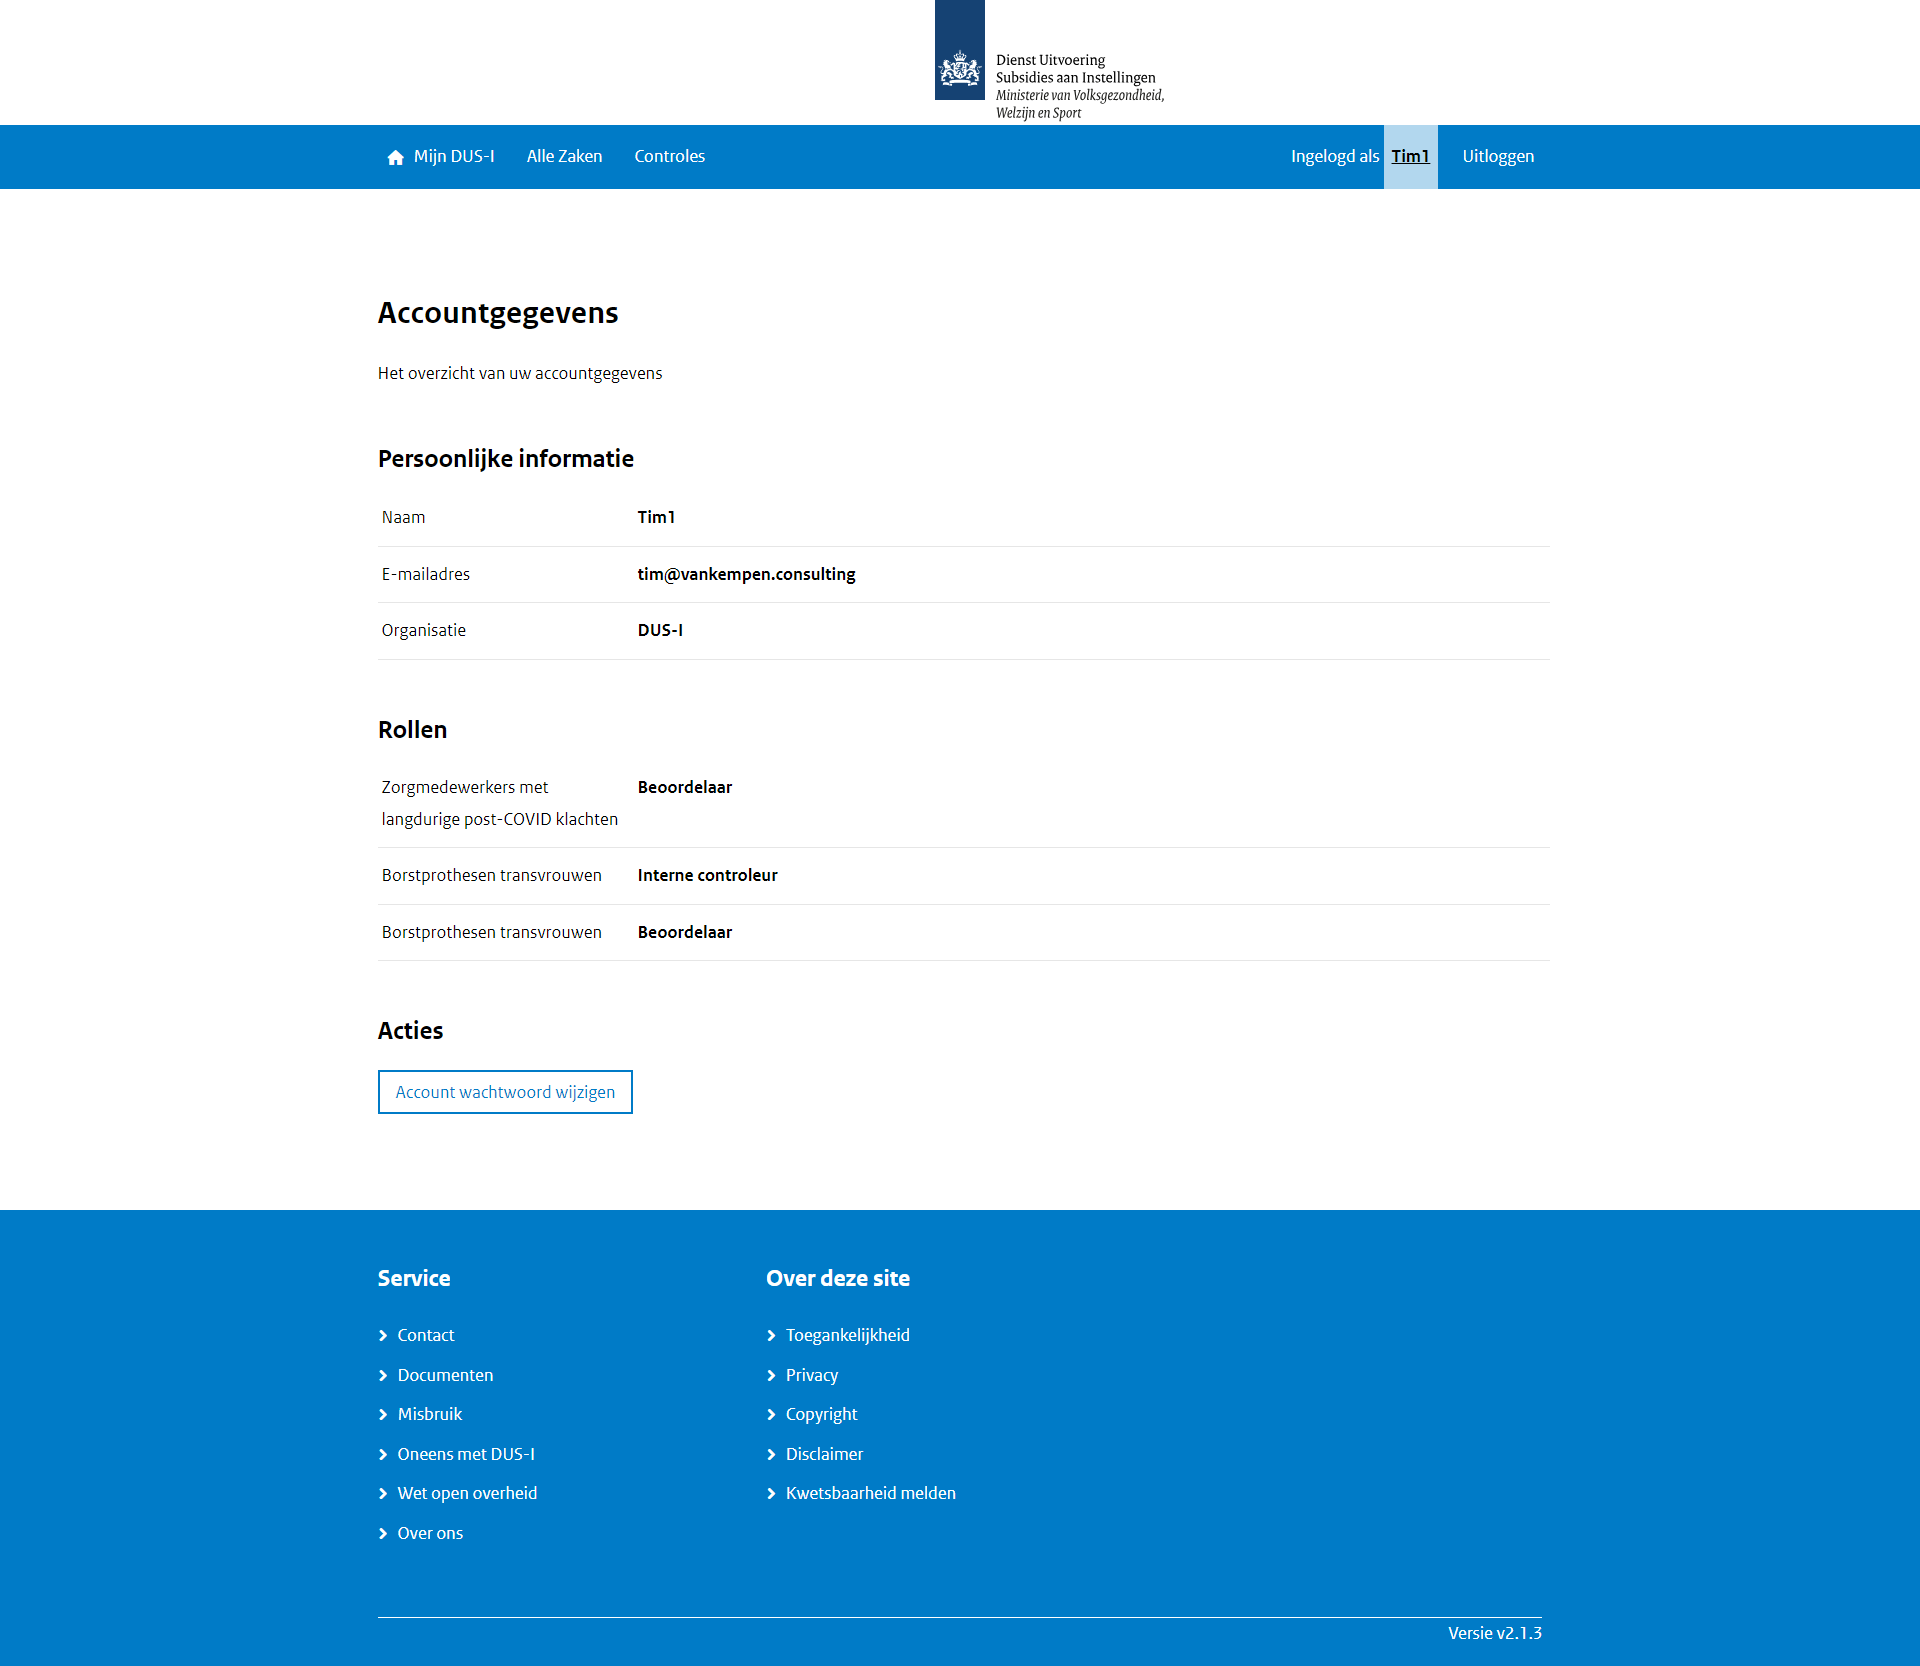 Dienst Uitvoering
Subsidies aan Instellingen
Ministerie van Volksgezondheid,
Welzijn en Sport
Mijn DUS-I Alle Zaken Controles Ingelogd als Tim1 Uitloggen
Accountgegevens
Het overzicht van uw accountgegevens
Persoonlijke informatie
Naam Tim1
E-mailadres tim@vankempen.consulting
Organisatie DUS-I
Rollen
Zorgmedewerkers met Beoordelaar
langdurige post-COVID klachten
Borstprothesen transvrouwen Interne controleur
Borstprothesen transvrouwen Beoordelaar
Acties
Account wachtwoord wijzigen
Service
Contact
Documenten
Misbruik
Oneens met DUS-I
Wet open overheid
Over ons
Over deze site
Toegankelijkheid
Privacy
Copyright
Disclaimer
Kwetsbaarheid melden
Versie v2.1.3